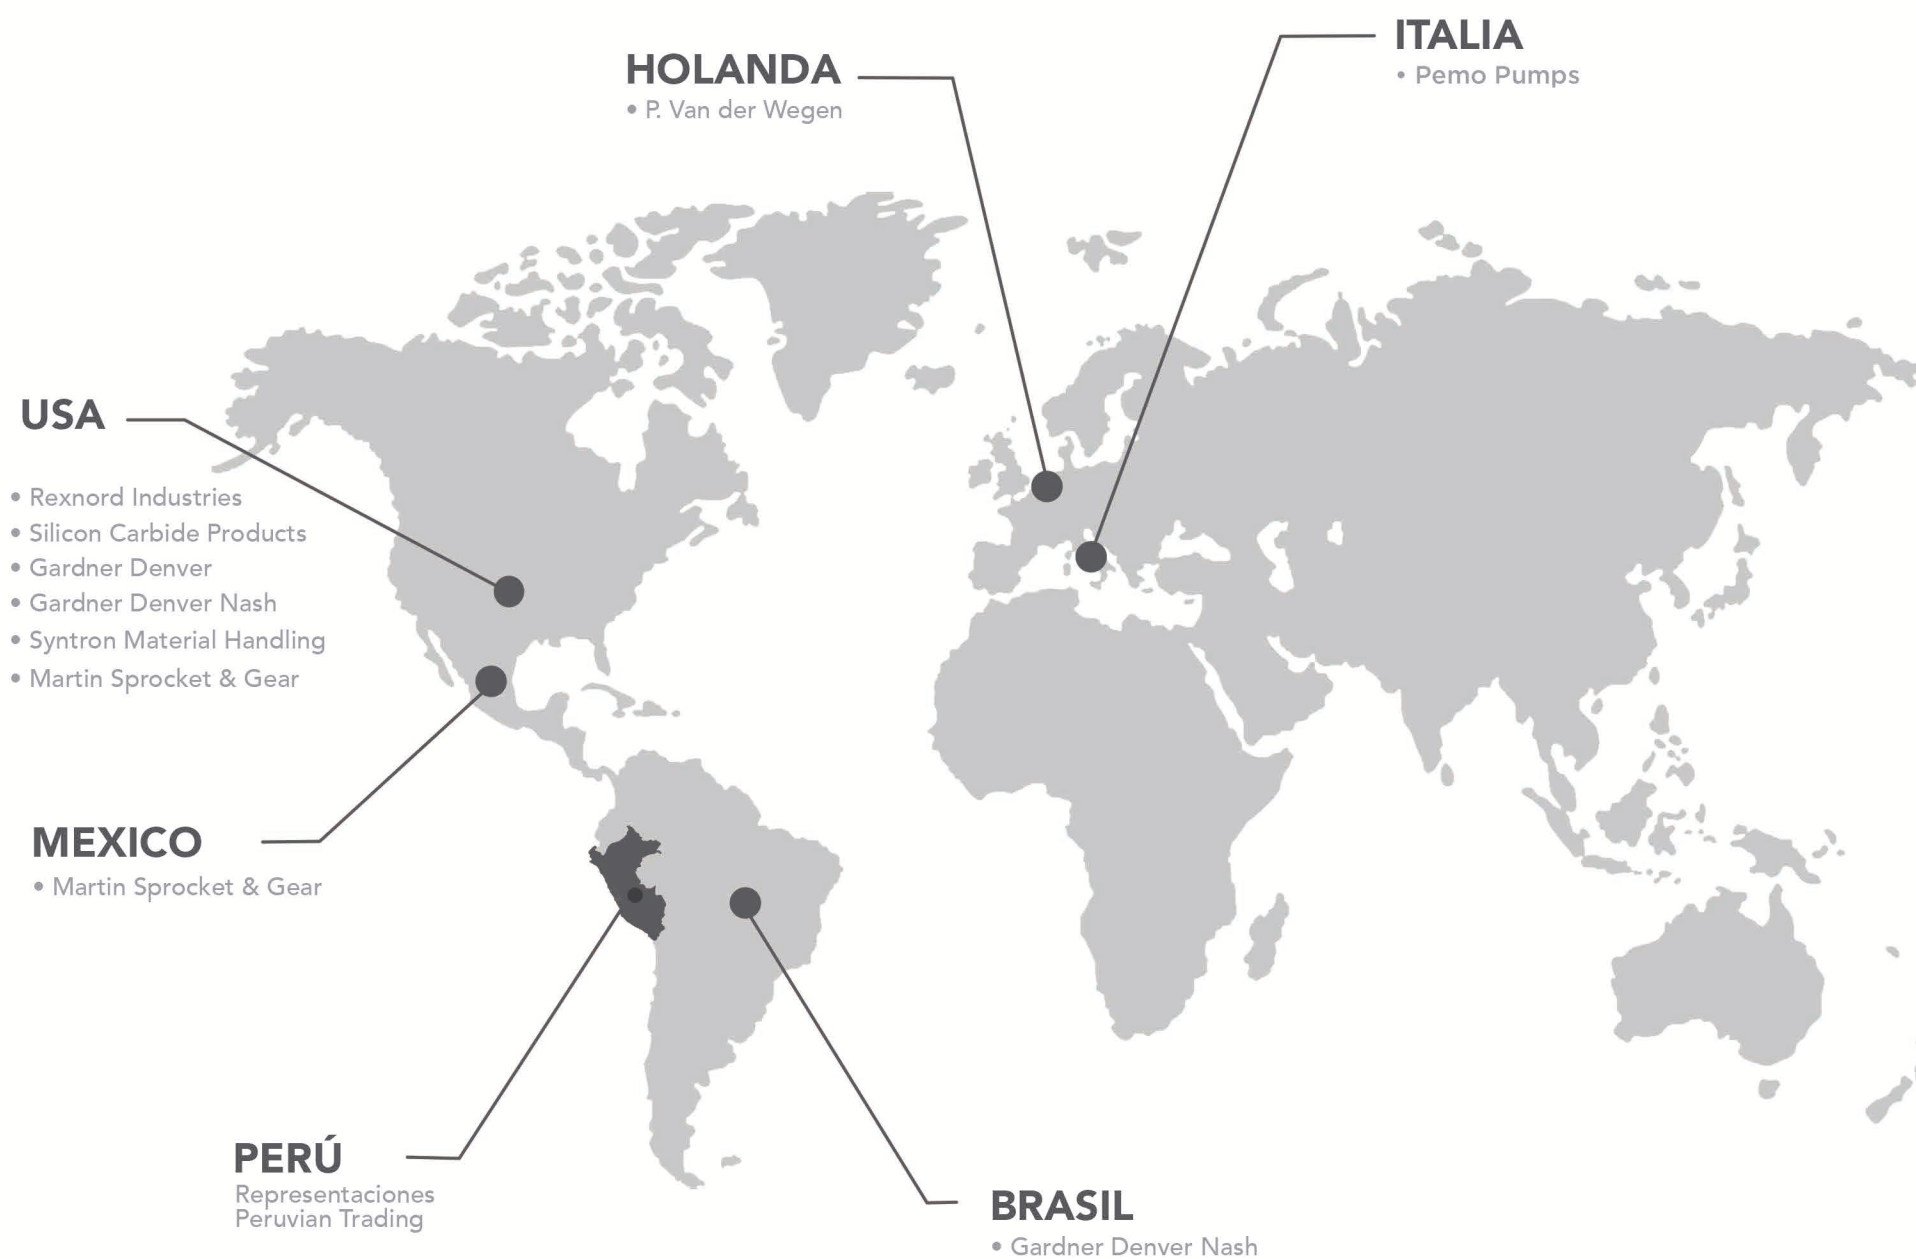 ITALIA
• Pemo Pumps
HOLANDA
• P. Van der Wegen
USA
• Rexnord Industries
• Silicon Carbide Products
• Gardner Denver
• Gardner Denver Nash
• Syntron Material Handling
• Martin Sprocket & Gear
MEXICO
• Martin Sprocket & Gear
PERÚ
Representaciones
Peruvian Trading
BRASIL
• Gardner Denver Nash